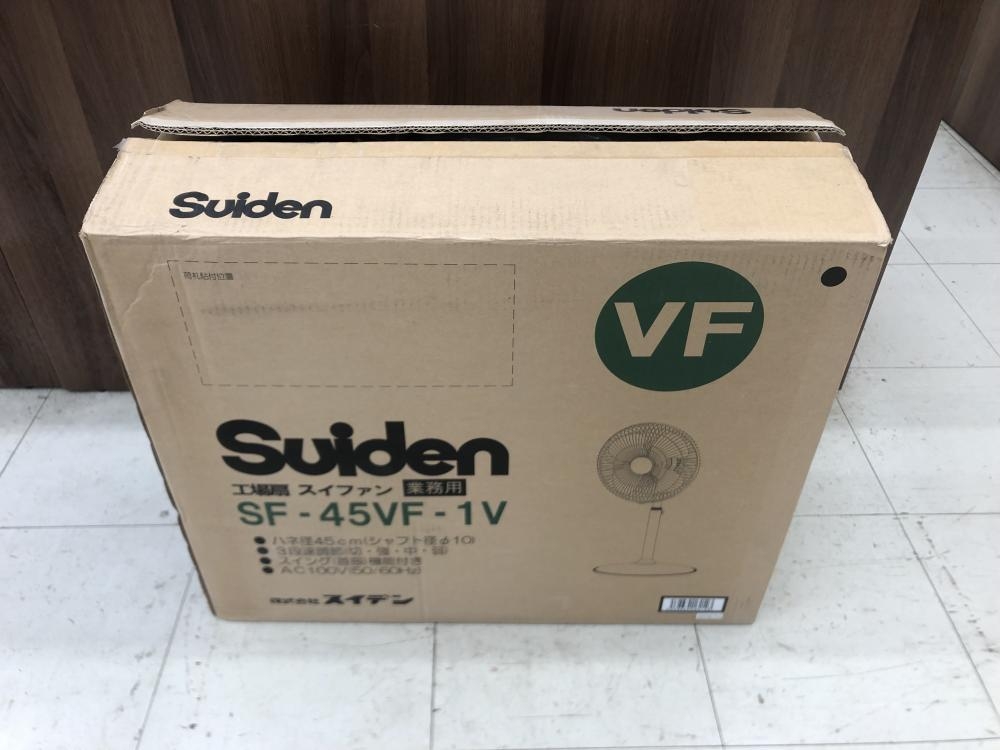 Suiden
Suiden
荷札貼付位置
VF
Suiden
工場扇 スイファン 業務用
SF-45VF-1V
●ハネ径45cm(シャフト径φ10)
●3段速調節(切・強・中・弱)
●スイング(首振)機能付き
●AC100V(50/60Hz)
株式会社スイデン